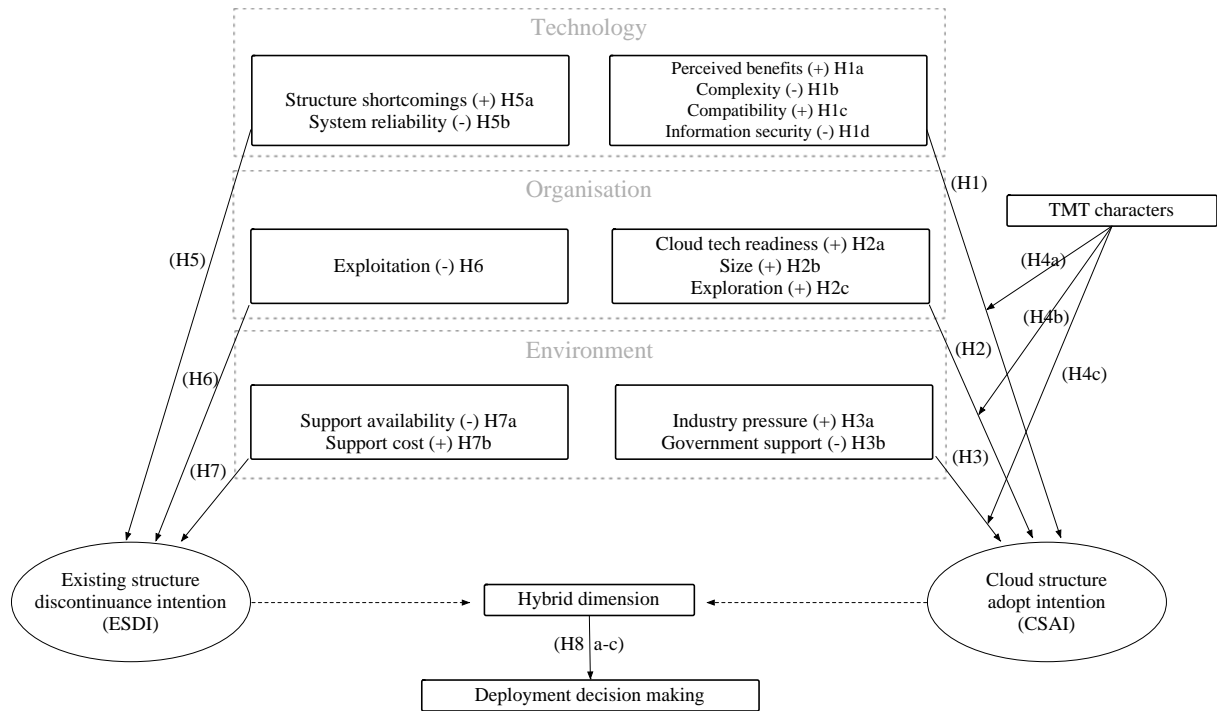 Technology
Structure shortcomings (+) H5a
System reliability (-) H5b
Perceived benefits (+) H1a
Complexity (-) H1b
Compatibility (+) H1c
Information security (-) H1d
Organisation
Exploitation (-) H6
Cloud tech readiness (+) H2a
Size (+) H2b
Exploration (+) H2c
Environment
Support availability (-) H7a
Support cost (+) H7b
Industry pressure (+) H3a
Government support (-) H3b
(H5)
(H6)
(H7)
(H1)
(H2)
(H3)
TMT characters
(H4a)
(H4b)
(H4c)
Existing structure
discontinuance intention
(ESDI)
Hybrid dimension
Cloud structure
adopt intention
(CSAI)
(H8 a-c)
Deployment decision making